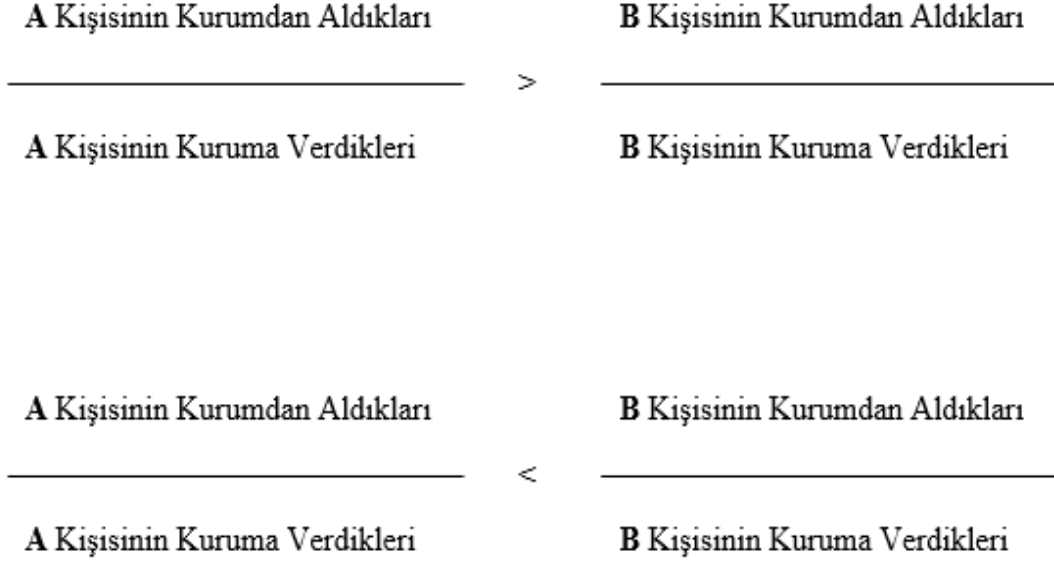 A Kişisinin Kurumdan Aldıkları B Kişisinin Kurumdan Aldıkları
>
A Kişisinin Kuruma Verdikleri B Kişisinin Kuruma Verdikleri
A Kişisinin Kurumdan Aldıkları B Kişisinin Kurumdan Aldıkları
<
A Kişisinin Kuruma Verdikleri B Kişisinin Kuruma Verdikleri